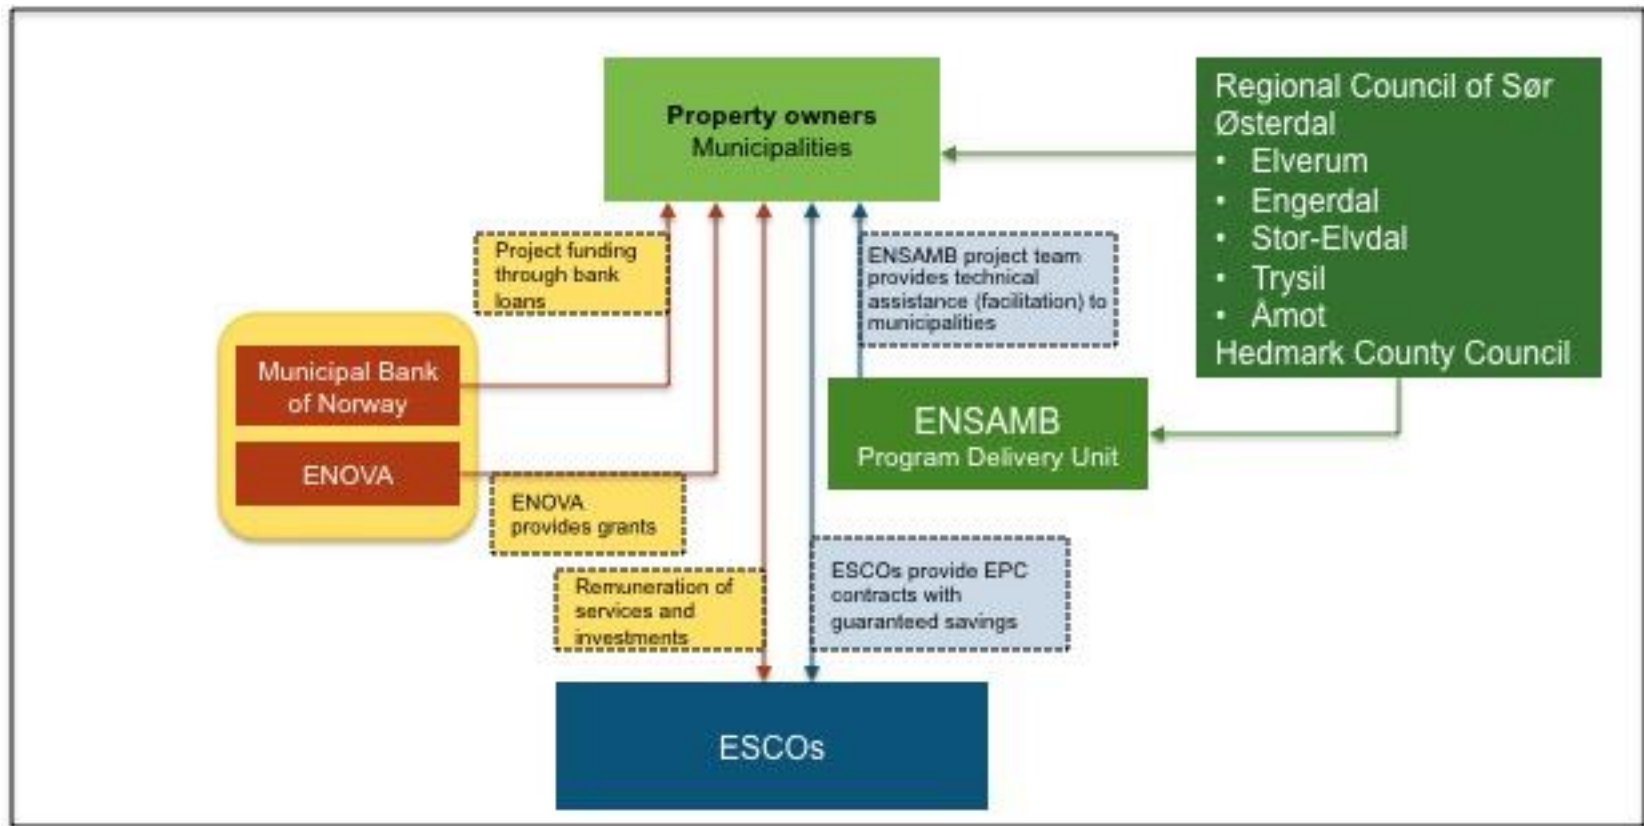 Property owners
Municipalities
Regional Council of Sør
Østerdal
• Elverum
• Engerdal
• Stor-Elvdal
• Trysil
• Åmot
Hedmark County Council
Project funding
through bank
loans
ENSAMB project team
provides technical
assistance (facilitation) to
municipalities
Municipal Bank
of Norway
ENOVA
ENSAMB
Program Delivery Unit
ENOVA
provides grants
Remuneration of
services and
investments
ESCOs provide EPC
contracts with
guaranteed savings
ESCOs